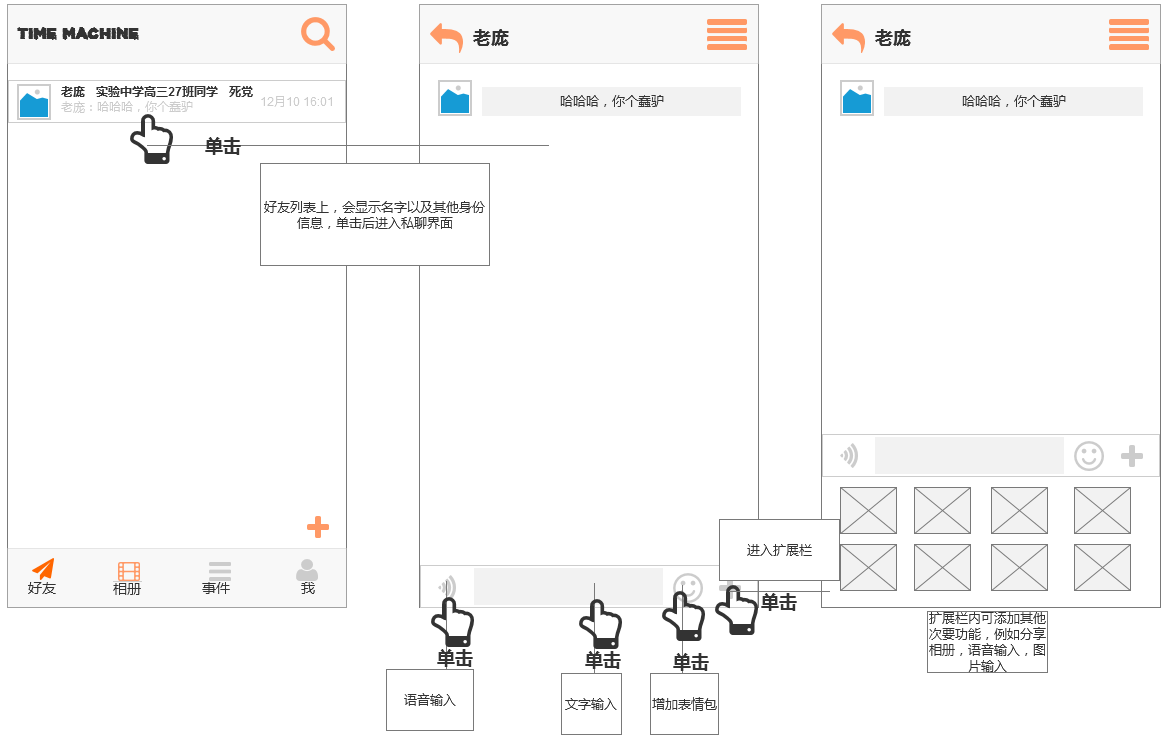 TIME MACHINE
老庞 实验中学高三27班同学 死党
老庞：哈哈哈，你个蠢驴
12月10 16:01
单击
好友列表上，会显示名字以及其他身份
信息，单击后进入私聊界面
好友
相册
事件
我
老庞
哈哈哈，你个蠢驴
单击
语音输入
单击
文字输入
单击
增加表情包
单击
进入扩展栏
老庞
哈哈哈，你个蠢驴
扩展栏内可添加其他
次要功能，例如分享
相册，语音输入，图
片输入